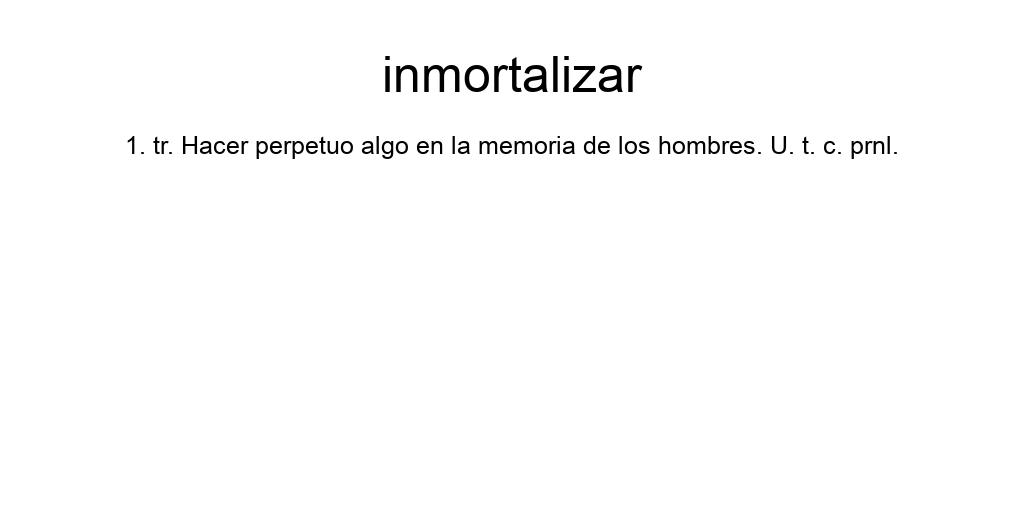 inmortalizar
1. tr. Hacer perpetuo algo en la memoria de los hombres. U. t. c. prnl.